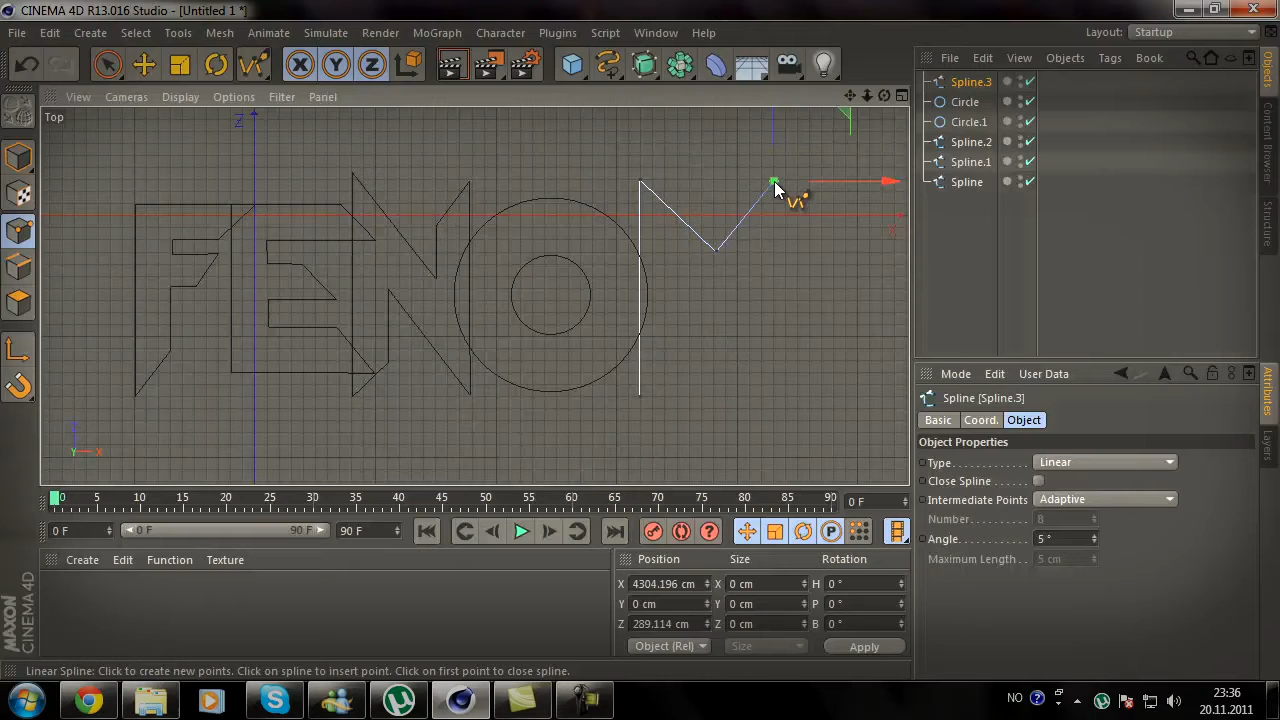 CINEMA 4D R13.016 Studio - [Untitled 1 *]
File Edit Create Select Tools Mesh Animate Simulate Render MoGraph Character Plugins Script Window Help
Layout: Startup
X Y Z
File Edit View Objects Tags Book
View Cameras Display Options Filter Panel
Top
Z
X
FENO
Y X
Spline.3
Circle
Circle.1
Spline.2
Spline.1
Spline
Objects
Content Browser
Structure
Mode Edit User Data
Spline [Spline.3]
Basic Coord. Object
Object Properties
Type Linear
Close Spline
Intermediate Points Adaptive
Number 8
Angle 5 °
Maximum Length 5 cm
Attributes
Layers
0 5 10 15 20 25 30 35 40 45 50 55 60 65 70 75 80 85 90 0 F
0 F 0 F 90 F 90 F
P
Create Edit Function Texture
Position Size Rotation
X 4304.196 cm X 0 cm H 0 °
Y 0 cm Y 0 cm P 0 °
Z 289.114 cm Z 0 cm B 0 °
Object (Rel) Size Apply
MAXON
CINEMA 4D
Linear Spline: Click to create new points. Click on spline to insert point. Click on first point to close spline.
NO
23:36
20.11.2011